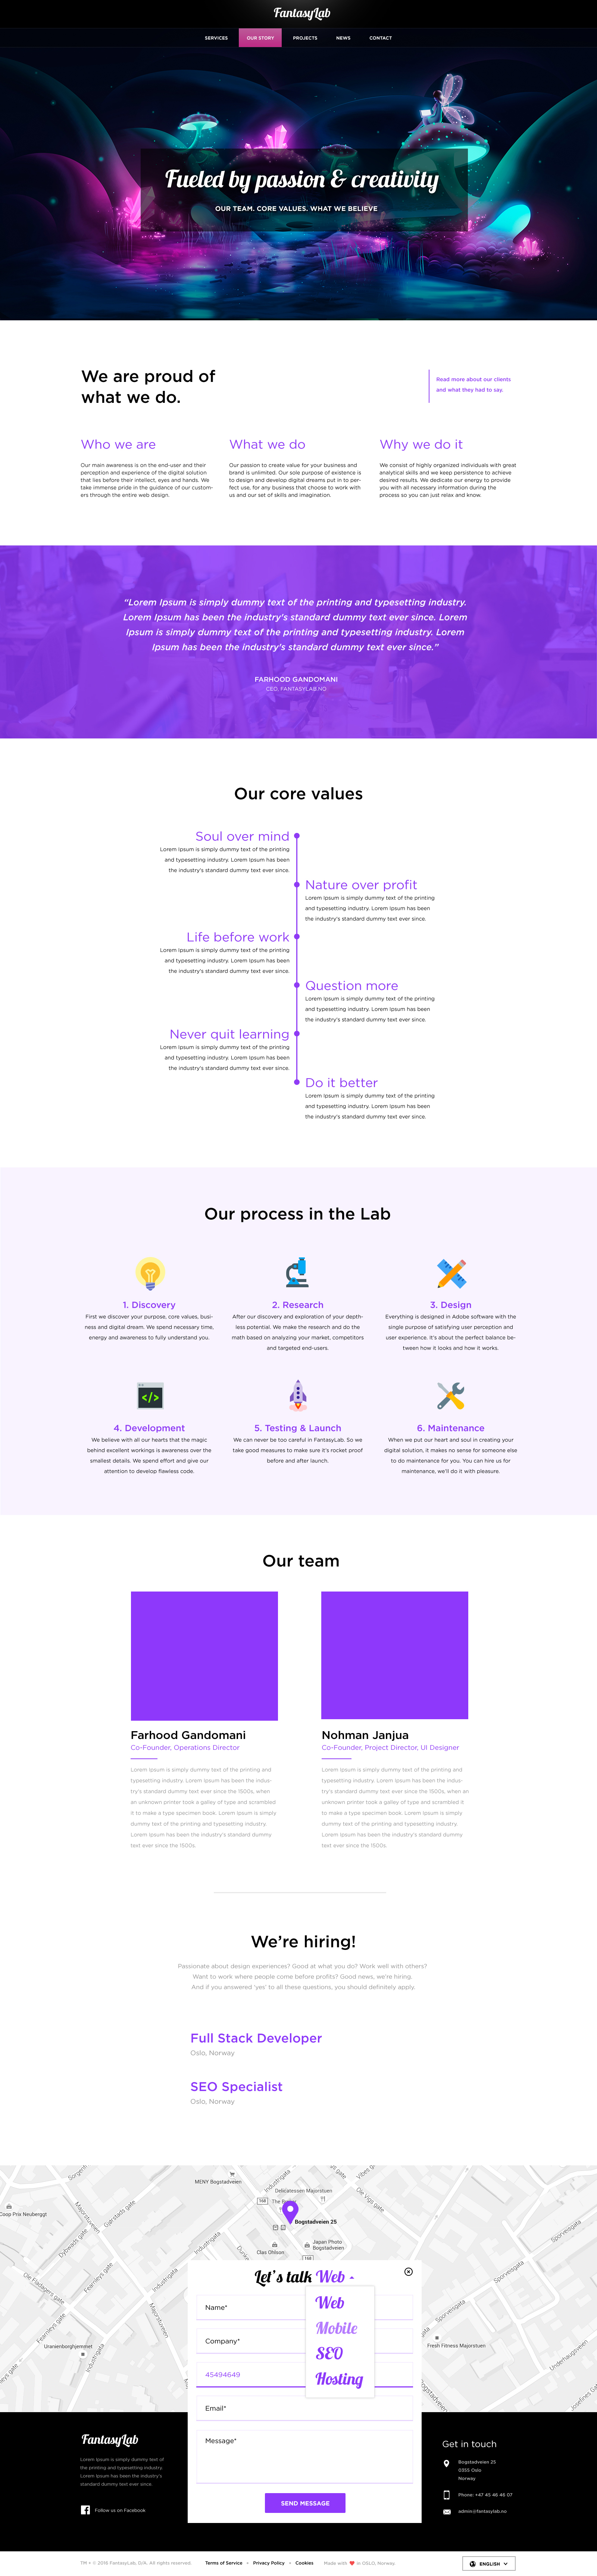 FantasyLab
SERVICES OUR STORY PROJECTS NEWS CONTACT
Fueled by passion & creativity
OUR TEAM. CORE VALUES. WHAT WE BELIEVE
We are proud of
what we do.
Read more about our clients
and what they had to say.
Who we are
Our main awareness is on the end-user and their
perception and experience of the digital solution
that lies before their intellect, eyes and hands. We
take immense pride in the guidance of our custom-
ers through the entire web design.
What we do
Our passion to create value for your business and
brand is unlimited. Our sole purpose of existence is
to design and develop digital dreams put in to per-
fect use, for any business that choose to work with
us and our set of skills and imagination.
Why we do it
We consist of highly organized individuals with great
analytical skills and we keep persistence to achieve
desired results. We dedicate our energy to provide
you with all necessary information during the
process so you can just relax and know.
"Lorem Ipsum is simply dummy text of the printing and typesetting industry.
Lorem Ipsum has been the industry's standard dummy text ever since. Lorem
Ipsum is simply dummy text of the printing and typesetting industry. Lorem
Ipsum has been the industry's standard dummy text ever since."
FARHOOD GANDOMANI
CEO, FANTASYLAB.NO
Our core values
Soul over mind
Lorem Ipsum is simply dummy text of the printing
and typesetting industry. Lorem Ipsum has been
the industry's standard dummy text ever since.
Nature over profit
Lorem Ipsum is simply dummy text of the printing
and typesetting industry. Lorem Ipsum has been
the industry's standard dummy text ever since.
Life before work
Lorem Ipsum is simply dummy text of the printing
and typesetting industry. Lorem Ipsum has been
the industry's standard dummy text ever since.
Question more
Lorem Ipsum is simply dummy text of the printing
and typesetting industry. Lorem Ipsum has been
the industry's standard dummy text ever since.
Never quit learning
Lorem Ipsum is simply dummy text of the printing
and typesetting industry. Lorem Ipsum has been
the industry's standard dummy text ever since.
Do it better
Lorem Ipsum is simply dummy text of the printing
and typesetting industry. Lorem Ipsum has been
the industry's standard dummy text ever since.
Our process in the Lab
1. Discovery
First we discover your purpose, core values, busi-
ness and digital dream. We spend necessary time,
energy and awareness to fully understand you.
2. Research
After our discovery and exploration of your depth-
less potential. We make the research and do the
math based on analyzing your market, competitors
and targeted end-users.
3. Design
Everything is designed in Adobe software with the
single purpose of satisfying user perception and
user experience. It's about the perfect balance be-
tween how it looks and how it works.
</>
4. Development
We believe with all our hearts that the magic
behind excellent workings is awareness over the
smallest details. We spend effort and give our
attention to develop flawless code.
5. Testing & Launch
We can never be too careful in FantasyLab. So we
take good measures to make sure it's rocket proof
before and after launch.
6. Maintenance
When we put our heart and soul in creating your
digital solution, it makes no sense for someone else
to do maintenance for you. You can hire us for
maintenance, we'll do it with pleasure.
Our team
Farhood Gandomani
Co-Founder, Operations Director
Lorem Ipsum is simply dummy text of the printing and
typesetting industry. Lorem Ipsum has been the indus-
try's standard dummy text ever since the 1500s, when
an unknown printer took a galley of type and scrambled
it to make a type specimen book. Lorem Ipsum is simply
dummy text of the printing and typesetting industry.
Lorem Ipsum has been the industry's standard dummy
text ever since the 1500s.
Nohman Janjua
Co-Founder, Project Director, UI Designer
Lorem Ipsum is simply dummy text of the printing and
typesetting industry. Lorem Ipsum has been the indus-
try's standard dummy text ever since the 1500s, when an
unknown printer took a galley of type and scrambled it
to make a type specimen book. Lorem Ipsum is simply
dummy text of the printing and typesetting industry.
Lorem Ipsum has been the industry's standard dummy
text ever since the 1500s.
We're hiring!
Passionate about design experiences? Good at what you do? Work well with others?
Want to work where people come before profits? Good news, we're hiring.
And if you answered 'yes' to all these questions, you should definitely apply.
Full Stack Developer
Oslo, Norway
SEO Specialist
Oslo, Norway
MENY Bogstadveien
Delicatessen Majorstuen
Coop Prix Neuberggt
168
Bogstadveien 25
Japan Photo
Bogstadveien
Clas Ohlson
Uranienborghjemmet
Fresh Fitness Majorstuen
Industrigata
Majorstuveien
Fearnleys gate
Sporveisgata
Let's talk Web
Web
Mobile
SEO
Hosting
Name*
Company*
45494649
Email*
Message*
SEND MESSAGE
FantasyLab
Lorem Ipsum is simply dummy text of
the printing and typesetting industry.
Lorem Ipsum has been the industry's
standard dummy text ever since.
Follow us on Facebook
Get in touch
Bogstadveien 25
0355 Oslo
Norway
Phone: +47 45 46 46 07
admin@fantasylab.no
TM + © 2016 FantasyLab, D/A. All rights reserved. Terms of Service • Privacy Policy • Cookies Made with ❤ in OSLO, Norway. ENGLISH